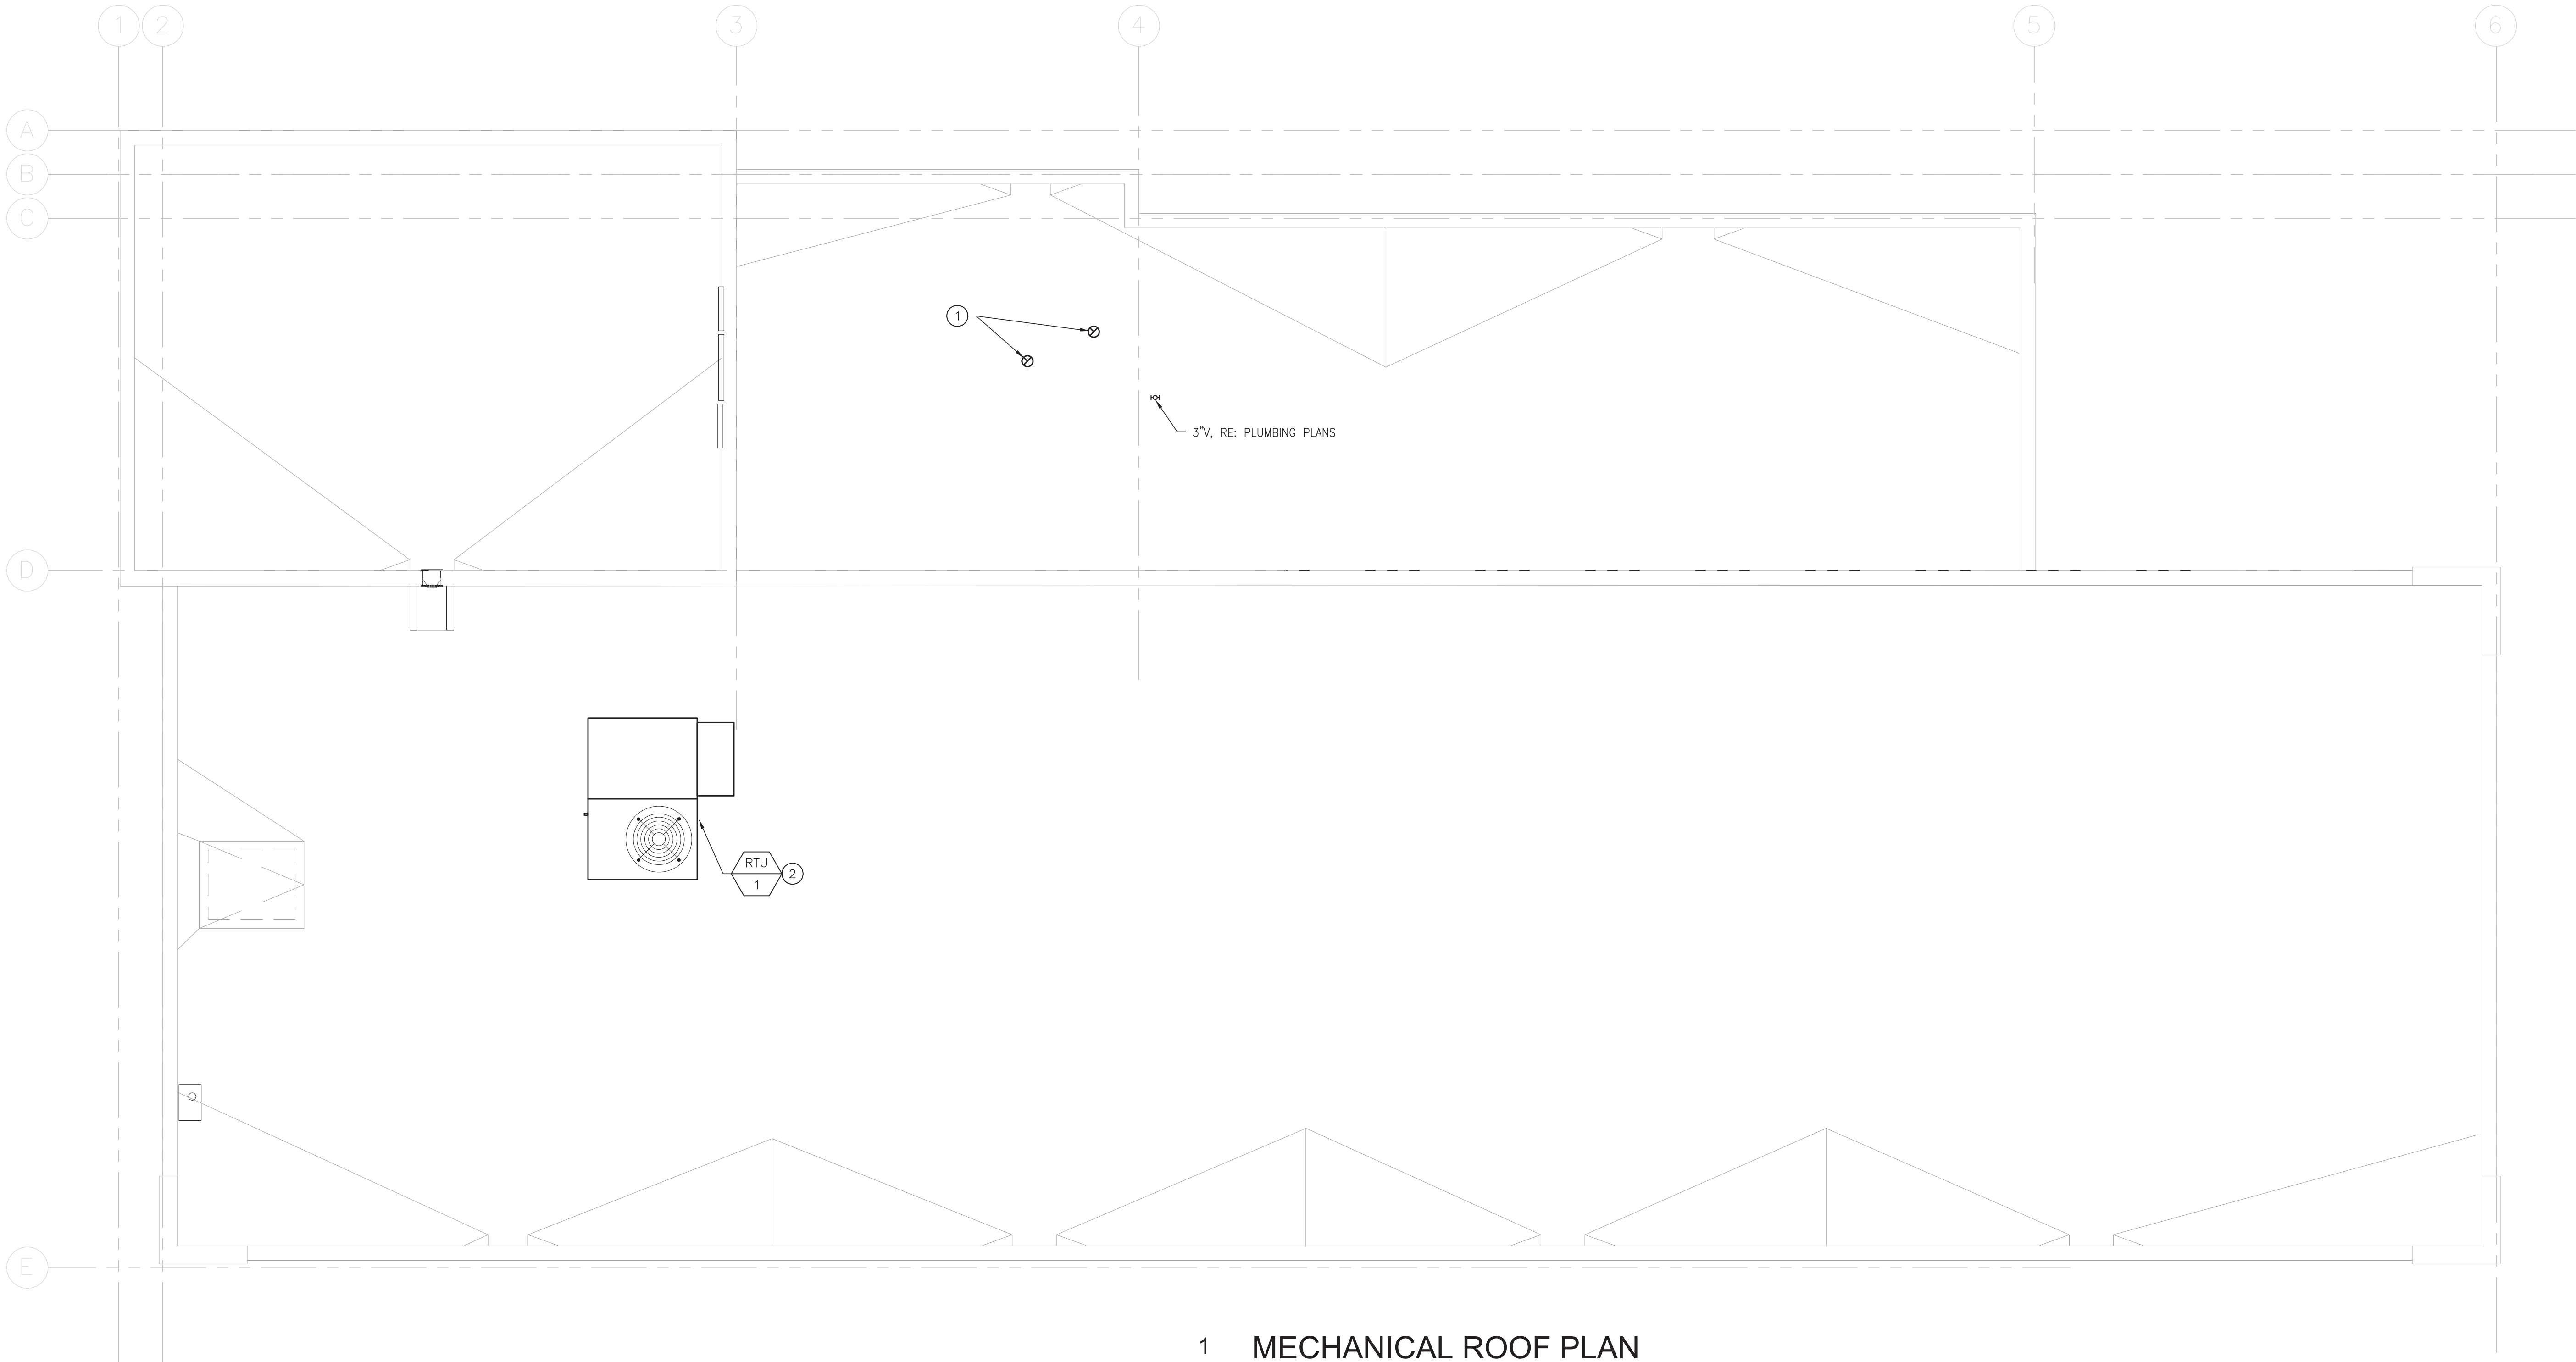 1 2 3 4 5 6
A
B
C
1
3"V, RE: PLUMBING PLANS
D
RTU
1 2
E
1 MECHANICAL ROOF PLAN